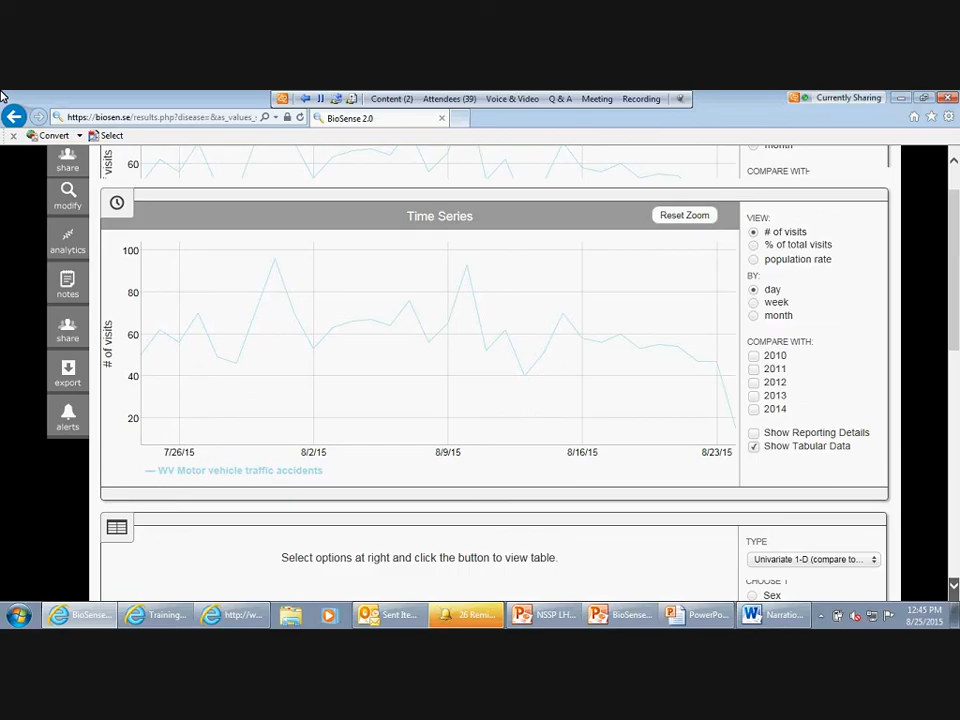 Content (2) Attendees (39) Voice & Video Q & A Meeting Recording
Currently Sharing
https://biosen.se/results.php?disease=&as_values_:
BioSense 2.0
Convert Select
share
modify
analytics
notes
share
export
alerts
# of visits
60
month
COMPARE WITH
Time Series
Reset Zoom
100
80
60
40
20
# of visits
7/26/15 8/2/15 8/9/15 8/16/15 8/23/15
WV Motor vehicle traffic accidents
VIEW:
# of visits
% of total visits
population rate
BY:
day
week
month
COMPARE WITH:
2010
2011
2012
2013
2014
Show Reporting Details
Show Tabular Data
Select options at right and click the button to view table.
TYPE
Univariate 1-D (compare to...
CHOOSE 1
Sex
BioSense... Training... http://w... Sent Ite... 26 Remi... NSSP LH... BioSense... PowerPo... Narratio...
12:45 PM
8/25/2015